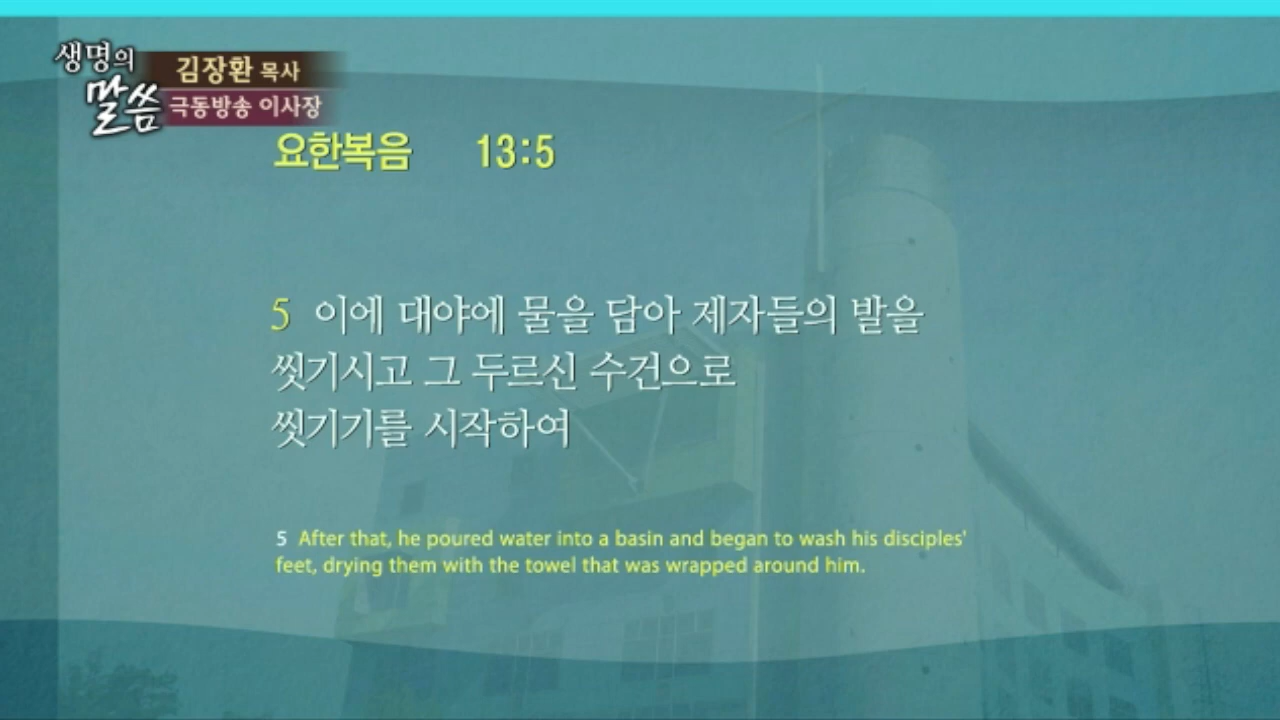 생명의
말씀
김장환 목사
극동방송 이사장
요한복음 13:5
5 이에 대야에 물을 담아 제자들의 발을
씻기시고 그 두르신 수건으로
씻기기를 시작하여
5 After that, he poured water into a basin and began to wash his disciples'
feet, drying them with the towel that was wrapped around him.